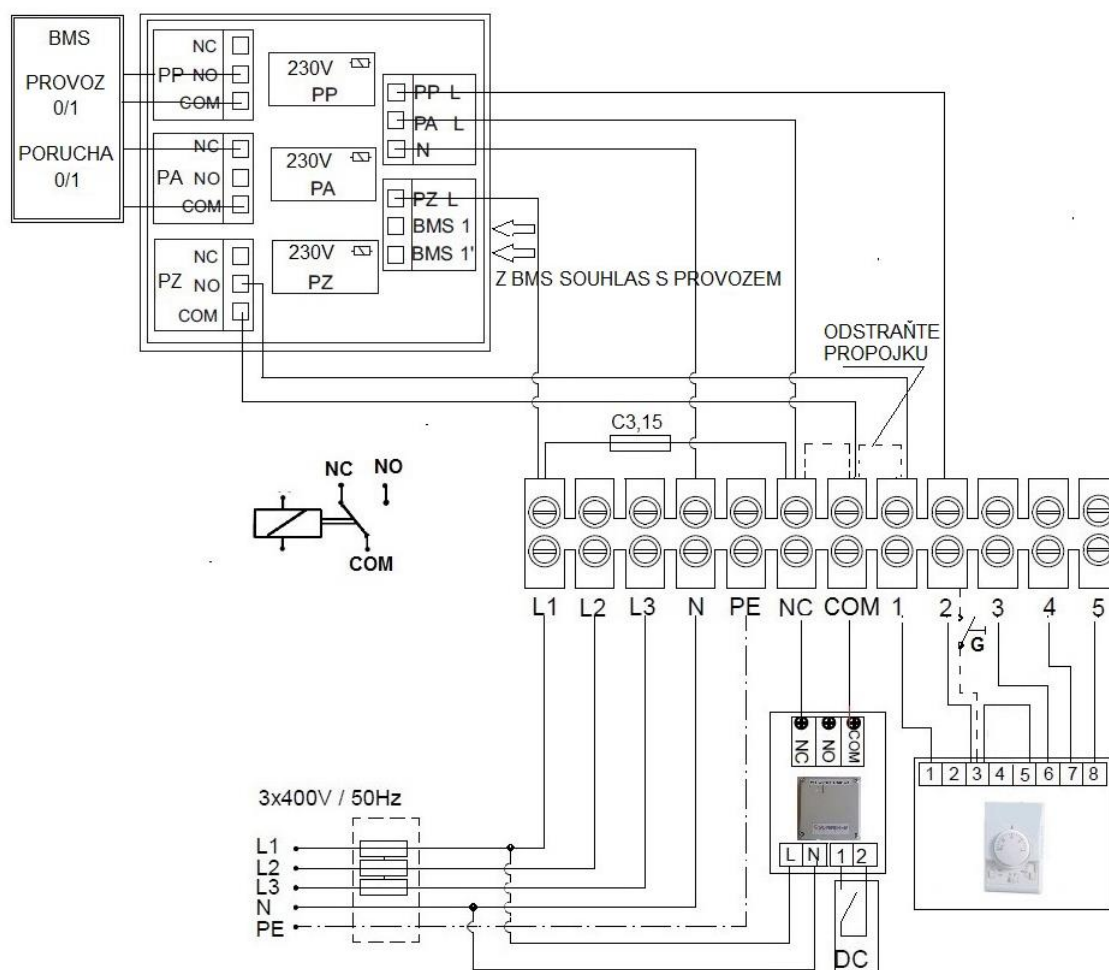 BMS
PROVOZ
0/1
PORUCHA
0/1
NC
PP NO
COM
NC
PA NO
COM
NC
PZ NO
COM
230V
PP
230V
PA
230V
PZ
PP L
PA L
N
PZ L
BMS 1
BMS 1'
Z BMS SOUHLAS S PROVOZEM
ODSTRAŇTE
PROPOJKU
C3,15
NC NO
COM
L1 L2 L3 N PE NC COM 1 2 3 4 5
G
NC NO COM
1 2 3 4 5 6 7 8
L N 1 2
DC
3x400V / 50Hz
L1
L2
L3
N
PE